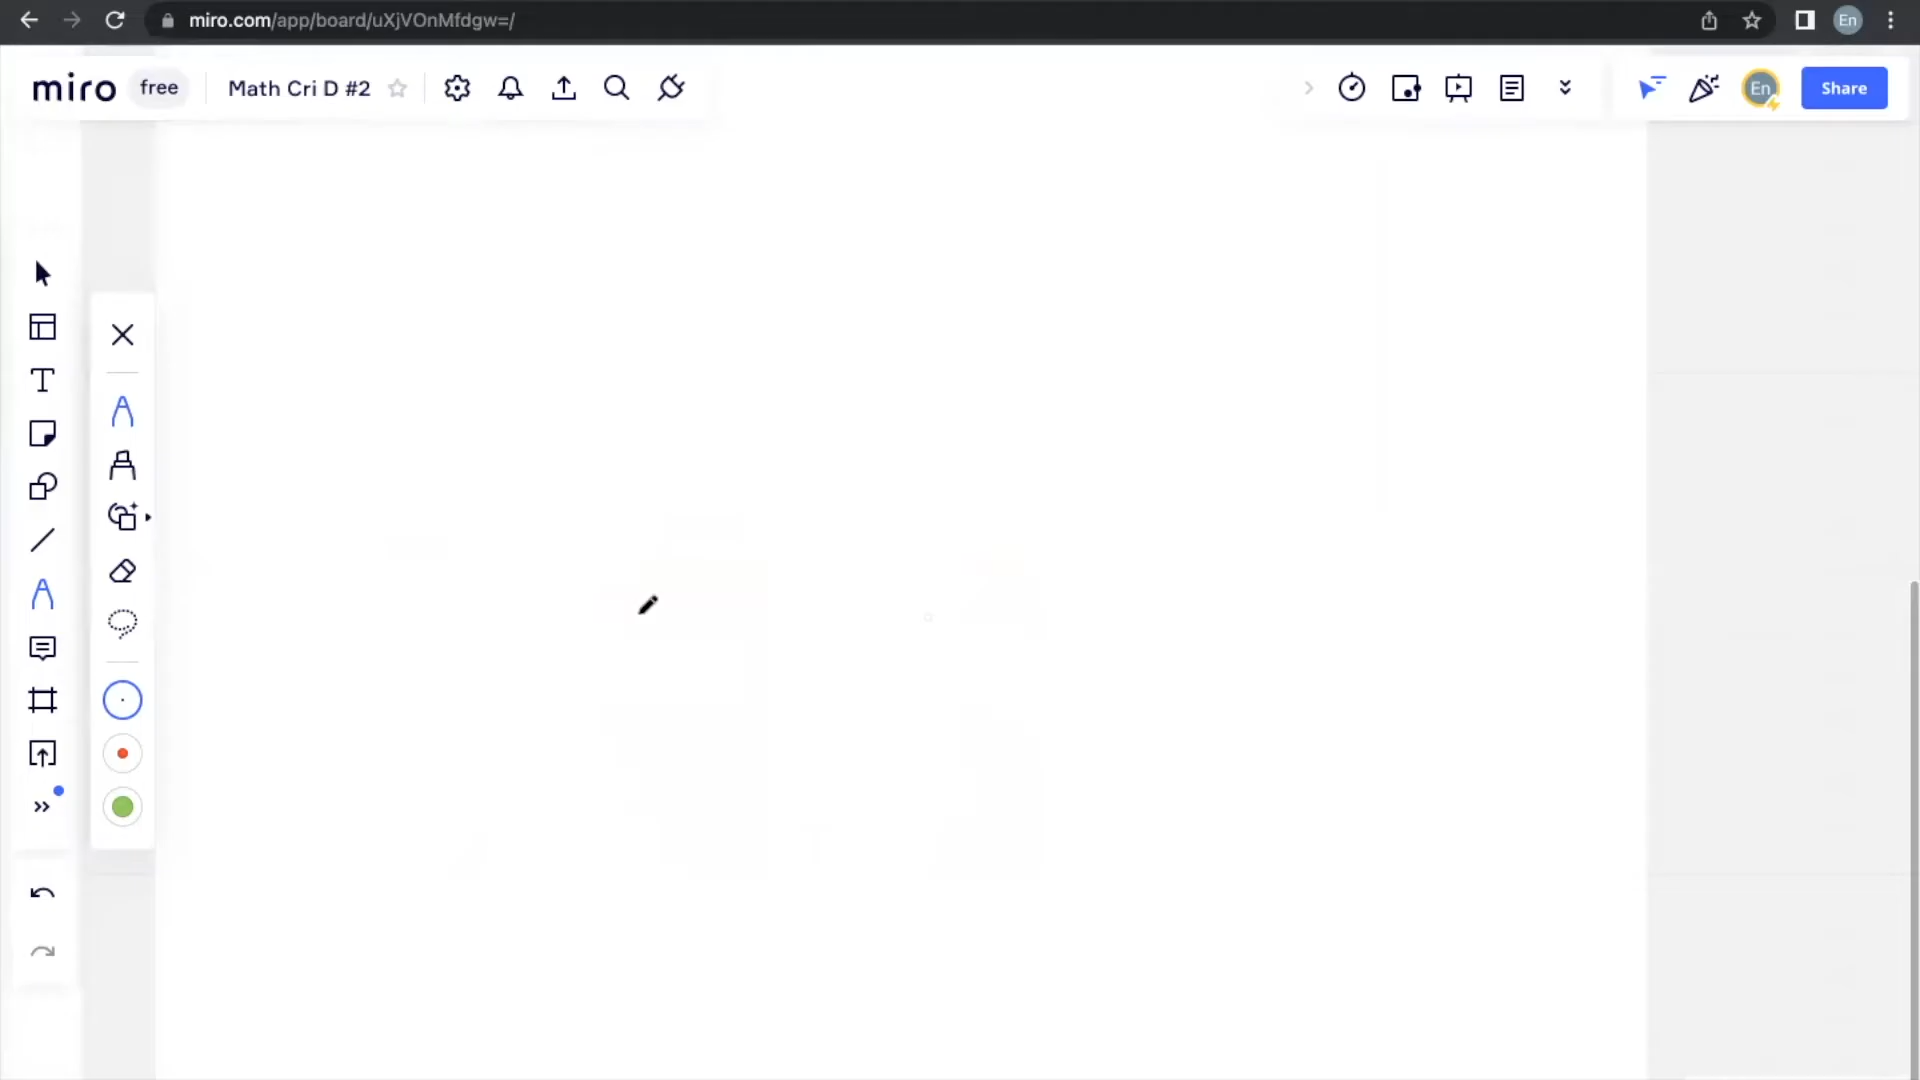 miro.com/app/board/uXjVOnMfdgw=/
En
miro free Math Cri D #2
En Share